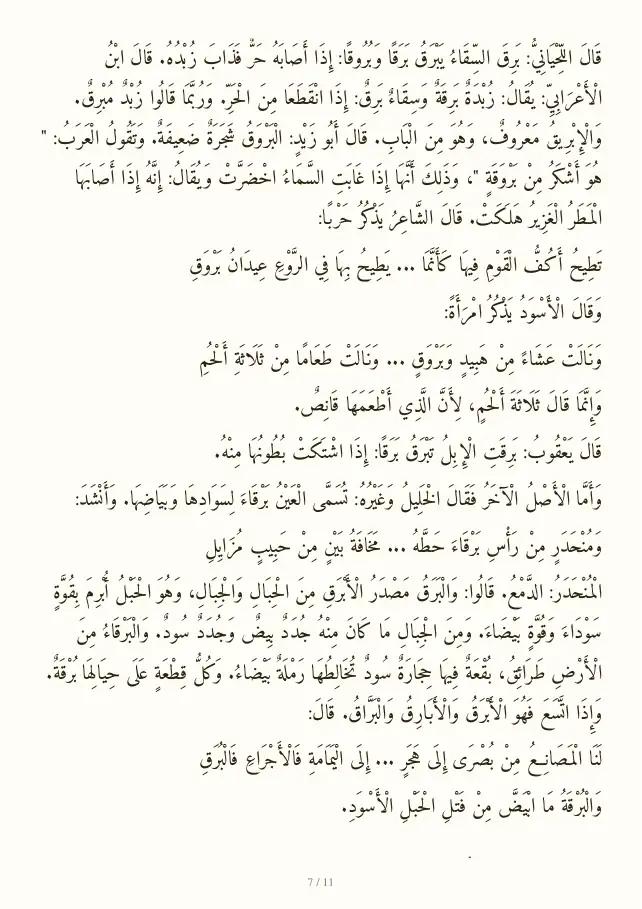 قَالَ اللِّحْيَانِيُّ: بَرِقَ السِّقَاءُ يَبْرَقُ بَرَقًا وَبُرُوقًا: إِذَا أَصَابَهُ حَرٌّ فَذَابَ زُبْدُهُ. قَالَ ابْنُ
الْأَعْرَابِيِّ: يُقَالُ: زُبْدَةٌ بَرِقَةٌ وَسِقَاءٌ بَرِقٌ: إِذَا انْقَطَعَا مِنَ الْحَرِّ. وَرُبَّمَا قَالُوا زُبْدٌ مُبْرِقٌ.
وَالْإِبْرِيقُ مَعْرُوفٌ، وَهُوَ مِنَ الْبَابِ. قَالَ أَبُو زَيْدٍ: الْبَرْوَقُ شَجَرَةٌ ضَعِيفَةٌ. وَتَقُولُ الْعَرَبُ: "
هُوَ أَشْكَرُ مِنْ بَرْوَقَةٍ "، وَذَلِكَ أَنَّهَا إِذَا غَابَتِ السَّمَاءُ اخْضَرَّتْ وَيُقَالُ: إِنَّهُ إِذَا أَصَابَهَا
الْمَطَرُ الْغَزِيرُ هَلَكَتْ. قَالَ الشَّاعِرُ يَذْكُرُ حَرْبًا:
تَطِيحُ أَكُفُّ الْقَوْمِ فِيهَا كَأَنَّمَا ... يَطِيحُ بِهَا فِي الرَّوْعِ عِيدَانُ بَرْوَقِ
وَقَالَ الْأَسْوَدُ يَذْكُرُ امْرَأَةً:
وَنَالَتْ عَشَاءً مِنْ هَبِيدٍ وَبَرْوَقٍ ... وَنَالَتْ طَعَامًا مِنْ ثَلَاثَةِ أَلْحُمِ
وَإِنَّمَا قَالَ ثَلَاثَةَ أَلْحُمٍ، لِأَنَّ الَّذِي أَطْعَمَهَا قَانِصٌ.
قَالَ يَعْقُوبُ: بَرِقَتِ الْإِبِلُ تَبْرَقُ بَرَقًا: إِذَا اشْتَكَتْ بُطُونُهَا مِنْهُ.
وَأَمَّا الْأَصْلُ الْآخَرُ فَقَالَ الْخَلِيلُ وَغَيْرُهُ: تُسَمَّى الْعَيْنُ بَرْقَاءَ لِسَوَادِهَا وَبَيَاضِهَا. وَأَنْشَدَ:
وَمُنْحَدَرٍ مِنْ رَأْسِ بَرْقَاءَ حَطَّهُ ... مَخَافَةُ بَيْنٍ مِنْ حَبِيبٍ مُزَايِلِ
الْمُنْحَدَرُ: الدَّمْعُ. قَالُوا: وَالْبَرَقُ مَصْدَرُ الْأَبْرَقِ مِنَ الْحِبَالِ وَالْجِبَالِ، وَهُوَ الْحَبْلُ أُبْرِمَ بِقُوَّةٍ
سَوْدَاءَ وَقُوَّةٍ بَيْضَاءَ. وَمِنَ الْجِبَالِ مَا كَانَ مِنْهُ جُدَدٌ بِيضٌ وَجُدَدٌ سُودٌ. وَالْبَرْقَاءُ مِنَ
الْأَرْضِ طَرَائِقُ، بُقْعَةٌ فِيهَا حِجَارَةٌ سُودٌ تُخَالِطُهَا رَمْلَةٌ بَيْضَاءُ. وَكُلُّ قِطْعَةٍ عَلَى حِيَالِهَا بُرْقَةٌ.
وَإِذَا اتَّسَعَ فَهُوَ الْأَبْرَقُ وَالْأَبَارِقُ وَالْبَرَّاقُ. قَالَ:
لَنَا الْمَصَانِعُ مِنْ بُصْرَى إِلَى هَجَرٍ ... إِلَى الْيَمَامَةِ فَالْأَجْرَاعِ فَالْبُرَقِ
وَالْبُرْقَةُ مَا ابْيَضَّ مِنْ فَتْلِ الْحَبْلِ الْأَسْوَدِ.
7 / 11